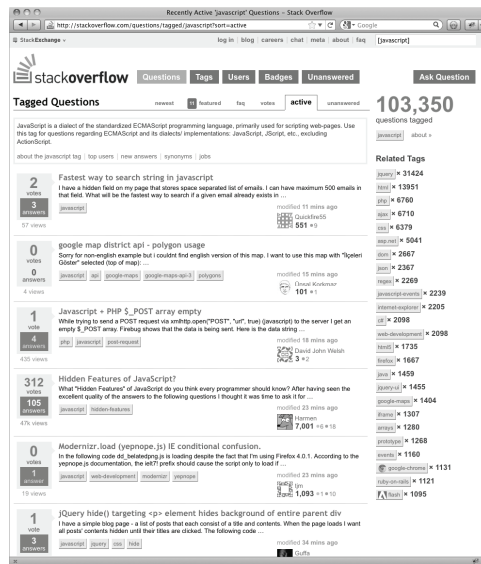 Recently Active 'javascript' Questions – Stack Overflow
http://stackoverflow.com/questions/tagged/javascript?sort=active
Google
StackExchange
log in | blog | careers | chat | meta | about | faq
[javascript]
stackoverflow
Questions
Tags
Users
Badges
Unanswered
Ask Question
Tagged Questions
newest
11 featured
faq
votes
active
unanswered
103,350
questions tagged
javascript about »
JavaScript is a dialect of the standardized ECMAScript programming language, primarily used for scripting web-pages. Use
this tag for questions regarding ECMAScript and its dialects/ implementations: JavaScript, JScript, etc., excluding
ActionScript.
about the javascript tag | top users | new answers | synonyms | jobs
2
votes
3
answers
57 views
Fastest way to search string in javascript
I have a hidden field on my page that stores space separated list of emails. I can have maximum 500 emails in
that field. What will be the fastest way to search if a given email already exists in …
javascript
modified 11 mins ago
Quickfire55
551 9
0
votes
0
answers
4 views
google map district api - polygon usage
Sorry for non-english example but i couldnt find english version of this map. I want to use this map with "İlçeleri
Göster" selected (top of map): …
javascript api google-maps google-maps-api-3 polygons
modified 15 mins ago
101 1
1
vote
4
answers
435 views
Javascript + PHP $_POST array empty
While trying to send a POST request via xmlhttp.open("POST", "url", true) (javascript) to the server I get an
empty $_POST array. Firebug shows that the data is being sent. Here is the data string …
php javascript post-request
modified 18 mins ago
David John Welsh
3 2
312
votes
105
answers
47k views
Hidden Features of JavaScript?
What "Hidden Features" of JavaScript do you think every programmer should know? After having seen the
excellent quality of the answers to the following questions I thought it was time to ask it for …
javascript hidden-features
modified 23 mins ago
Harmen
7,001 6 18
0
votes
1
answer
19 views
Modernizr.load (yepnope.js) IE conditional confusion.
In the following code dd_belatedpng.js is loading despite the fact that I'm using Firefox 4.0.1. According to the
yepnope.js documentation, the ielt7! prefix should cause the script only to load if …
javascript web-development modernizr yepnope
modified 23 mins ago
ljm
1,093 1 10
1
vote
3
answers
jQuery hide() targeting <p> element hides background of entire parent div
I have a simple blog page - a list of posts that each consist of a title and contents. When the page loads I want
all posts' contents hidden until their titles are clicked. The following code …
javascript jquery css hide
modified 34 mins ago
Guffa
Related Tags
jquery × 31424
html × 13951
php × 6760
ajax × 6710
css × 6379
asp.net × 5041
dom × 2667
json × 2367
regex × 2269
javascript-events × 2239
internet-explorer × 2205
c# × 2098
web-development × 2098
html5 × 1735
firefox × 1667
java × 1459
jquery-ui × 1455
google-maps × 1404
iframe × 1307
arrays × 1280
prototype × 1268
events × 1160
google-chrome × 1131
ruby-on-rails × 1121
flash × 1095